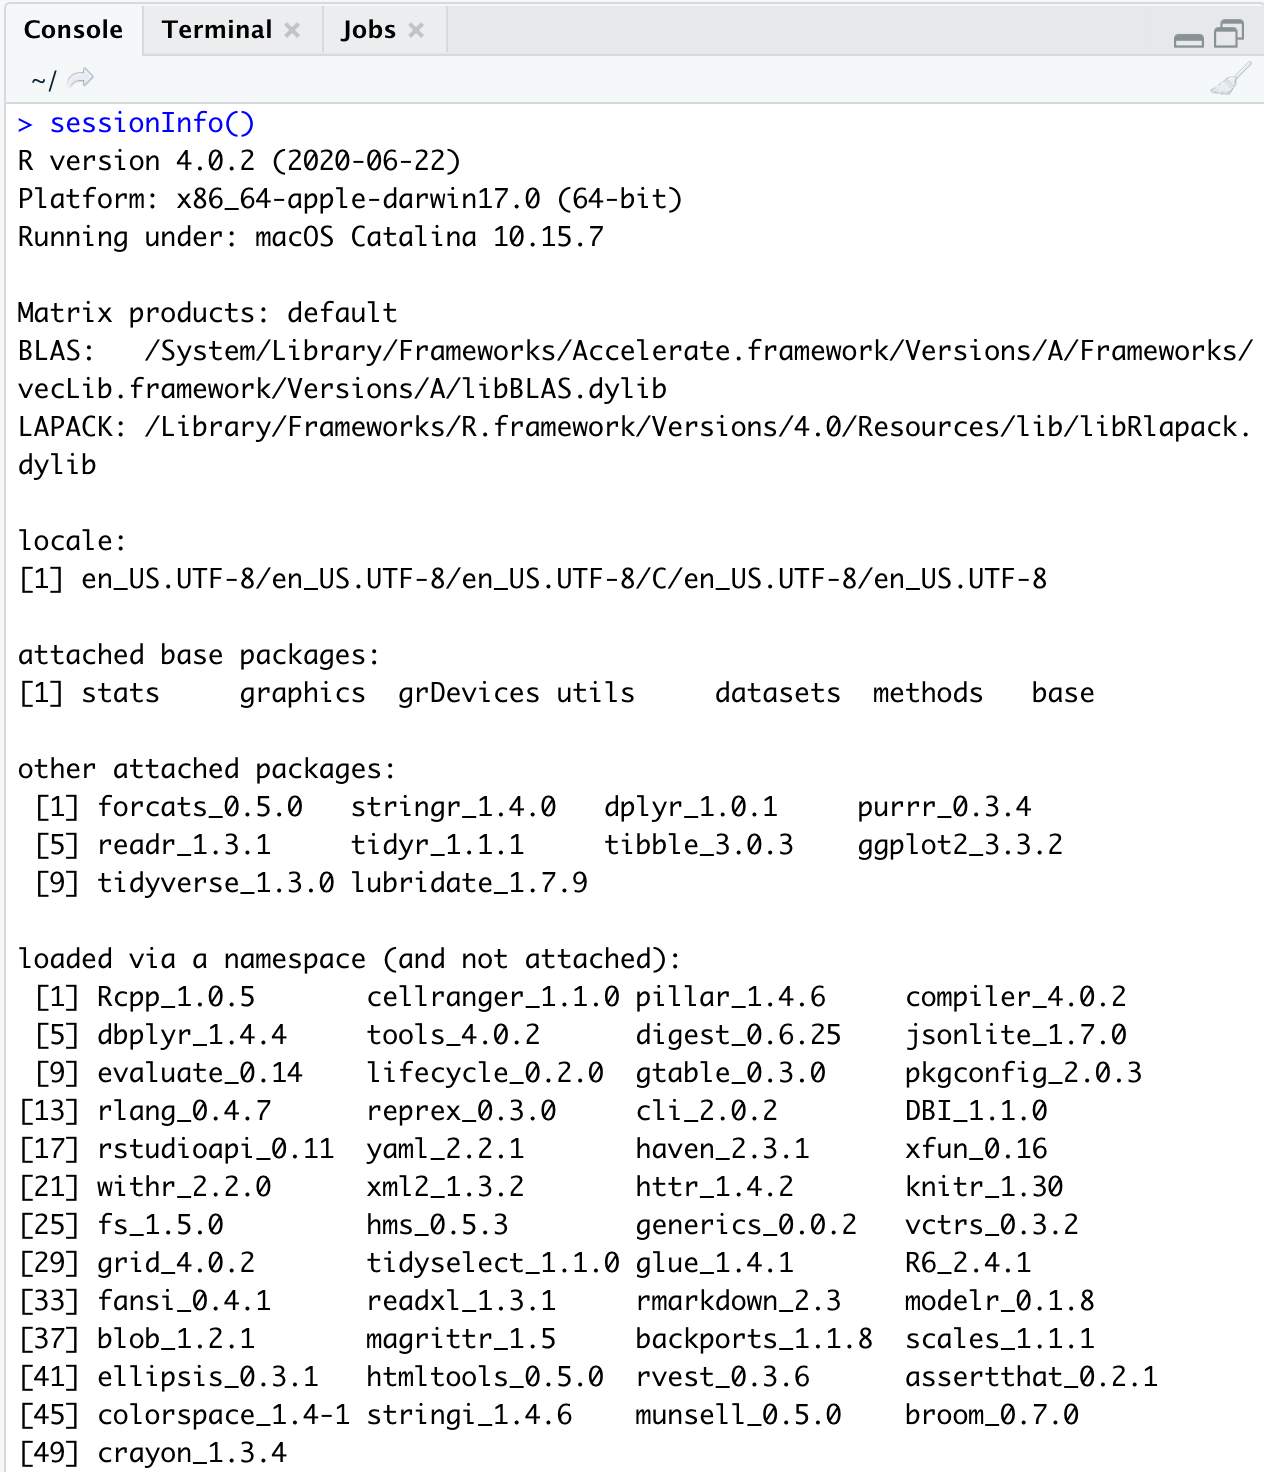 Console Terminal Jobs
~/
> sessionInfo()
R version 4.0.2 (2020-06-22)
Platform: x86_64-apple-darwin17.0 (64-bit)
Running under: macOS Catalina 10.15.7

Matrix products: default
BLAS:   /System/Library/Frameworks/Accelerate.framework/Versions/A/Frameworks/
vecLib.framework/Versions/A/libBLAS.dylib
LAPACK: /Library/Frameworks/R.framework/Versions/4.0/Resources/lib/libRlapack.
dylib

locale:
[1] en_US.UTF-8/en_US.UTF-8/en_US.UTF-8/C/en_US.UTF-8/en_US.UTF-8

attached base packages:
[1] stats     graphics  grDevices utils     datasets  methods   base

other attached packages:
 [1] forcats_0.5.0   stringr_1.4.0   dplyr_1.0.1     purrr_0.3.4
 [5] readr_1.3.1     tidyr_1.1.1     tibble_3.0.3    ggplot2_3.3.2
 [9] tidyverse_1.3.0 lubridate_1.7.9

loaded via a namespace (and not attached):
 [1] Rcpp_1.0.5       cellranger_1.1.0 pillar_1.4.6     compiler_4.0.2
 [5] dbplyr_1.4.4     tools_4.0.2      digest_0.6.25    jsonlite_1.7.0
 [9] evaluate_0.14    lifecycle_0.2.0  gtable_0.3.0     pkgconfig_2.0.3
[13] rlang_0.4.7      reprex_0.3.0     cli_2.0.2        DBI_1.1.0
[17] rstudioapi_0.11  yaml_2.2.1       haven_2.3.1      xfun_0.16
[21] withr_2.2.0      xml2_1.3.2       httr_1.4.2       knitr_1.30
[25] fs_1.5.0         hms_0.5.3        generics_0.0.2   vctrs_0.3.2
[29] grid_4.0.2       tidyselect_1.1.0 glue_1.4.1       R6_2.4.1
[33] fansi_0.4.1      readxl_1.3.1     rmarkdown_2.3    modelr_0.1.8
[37] blob_1.2.1       magrittr_1.5     backports_1.1.8  scales_1.1.1
[41] ellipsis_0.3.1   htmltools_0.5.0  rvest_0.3.6      assertthat_0.2.1
[45] colorspace_1.4-1 stringi_1.4.6    munsell_0.5.0    broom_0.7.0
[49] crayon_1.3.4